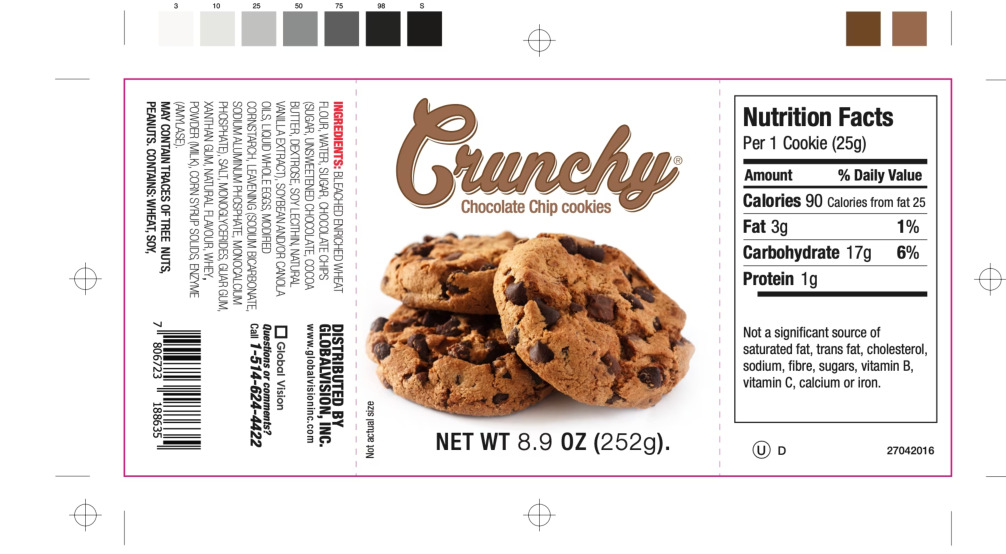 3 10 25 50 75 98 S
INGREDIENTS: BLEACHED ENRICHED WHEAT
FLOUR, WATER, SUGAR, CHOCOLATE CHIPS
(SUGAR, UNSWEETENED CHOCOLATE, COCOA
BUTTER, DEXTROSE, SOY LECITHIN, NATURAL
VANILLA EXTRACT), SOYBEAN AND/OR CANOLA
OILS, LIQUID WHOLE EGGS, MODIFIED
CORNSTARCH, LEAVENING (SODIUM BICARBONATE,
SODIUM ALUMINUM PHOSPHATE, MONOCALCIUM
PHOSPHATE), SALT, MONOGLYCERIDES, GUAR GUM,
XANTHAN GUM, NATURAL FLAVOUR, WHEY,
POWDER (MILK), CORN SYRUP SOLIDS, ENZYME
(AMYLASE).
MAY CONTAIN TRACES OF TREE NUTS,
PEANUTS. CONTAINS: WHEAT, SOY,
DISTRIBUTED BY
GLOBALVISION, INC.
www.globalvisioninc.com
Global Vision
Questions or comments?
Call 1-514-624-4422
7 806723 188635
Crunchy®
Chocolate Chip cookies
Not actual size
NET WT 8.9 OZ (252g).
Nutrition Facts
Per 1 Cookie (25g)
Amount % Daily Value
Calories 90 Calories from fat 25
Fat 3g 1%
Carbohydrate 17g 6%
Protein 1g
Not a significant source of
saturated fat, trans fat, cholesterol,
sodium, fibre, sugars, vitamin B,
vitamin C, calcium or iron.
U D 27042016